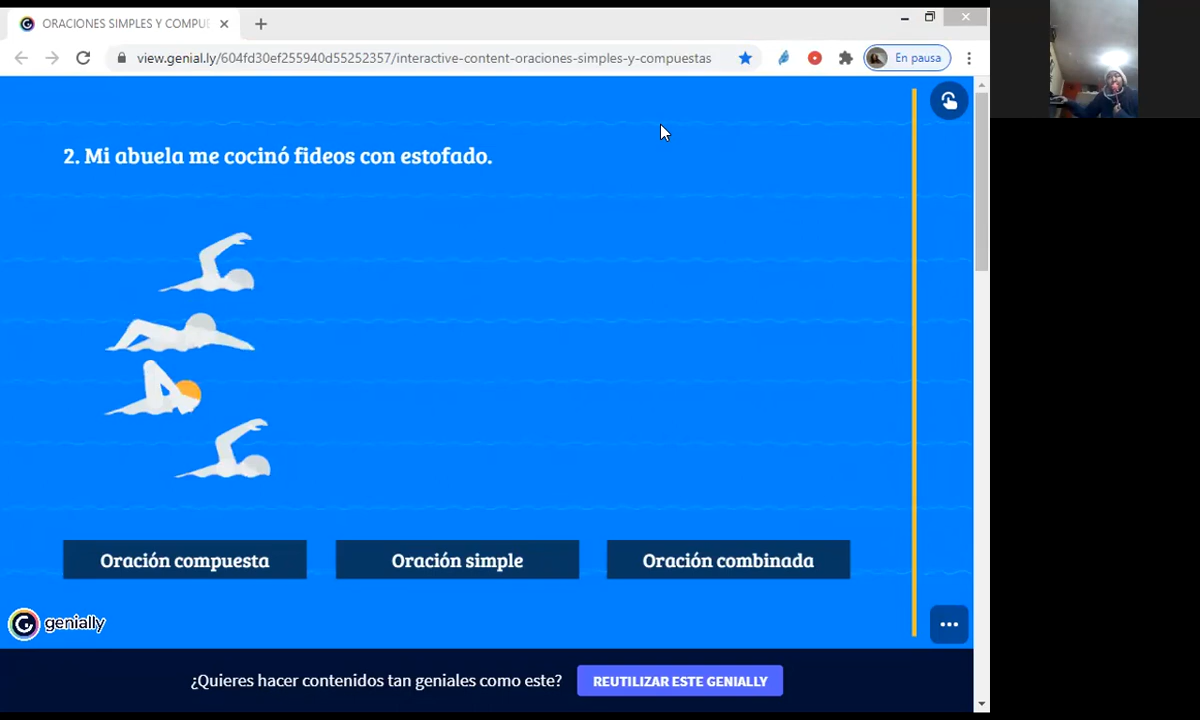 ORACIONES SIMPLES Y COMPU
view.genial.ly/604fd30ef255940d55252357/interactive-content-oraciones-simples-y-compuestas
En pausa
2. Mi abuela me cocinó fideos con estofado.
Oración compuesta
Oración simple
Oración combinada
genially
¿Quieres hacer contenidos tan geniales como este?
REUTILIZAR ESTE GENIALLY